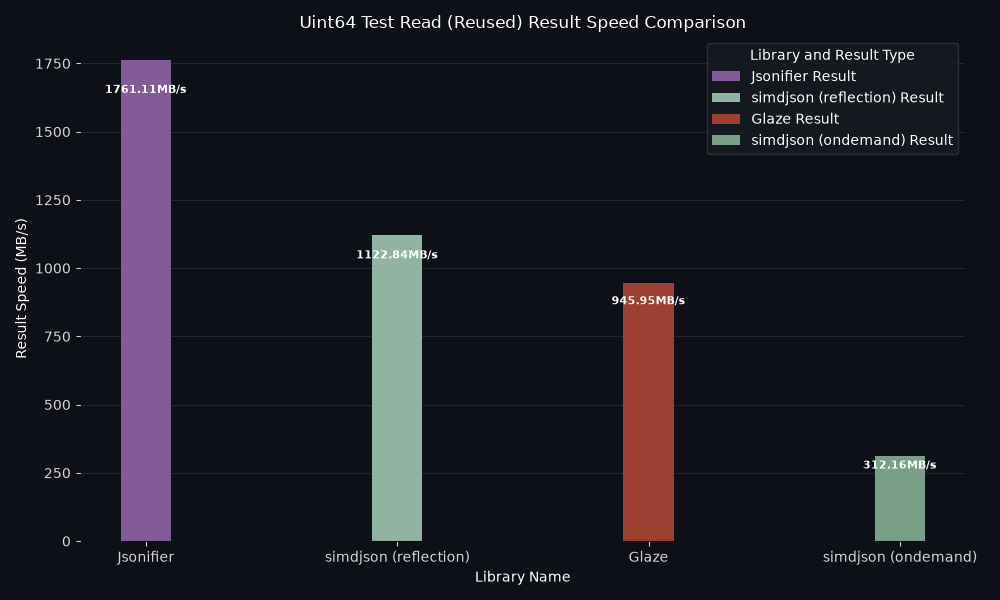 Uint64 Test Read (Reused) Result Speed Comparison
Library and Result Type
Jsonifier Result
simdjson (reflection) Result
Glaze Result
simdjson (ondemand) Result
Result Speed (MB/s)
1750
1500
1250
1000
750
500
250
0
1761.11MB/s
1122.84MB/s
945.95MB/s
312.16MB/s
Jsonifier
simdjson (reflection)
Glaze
simdjson (ondemand)
Library Name